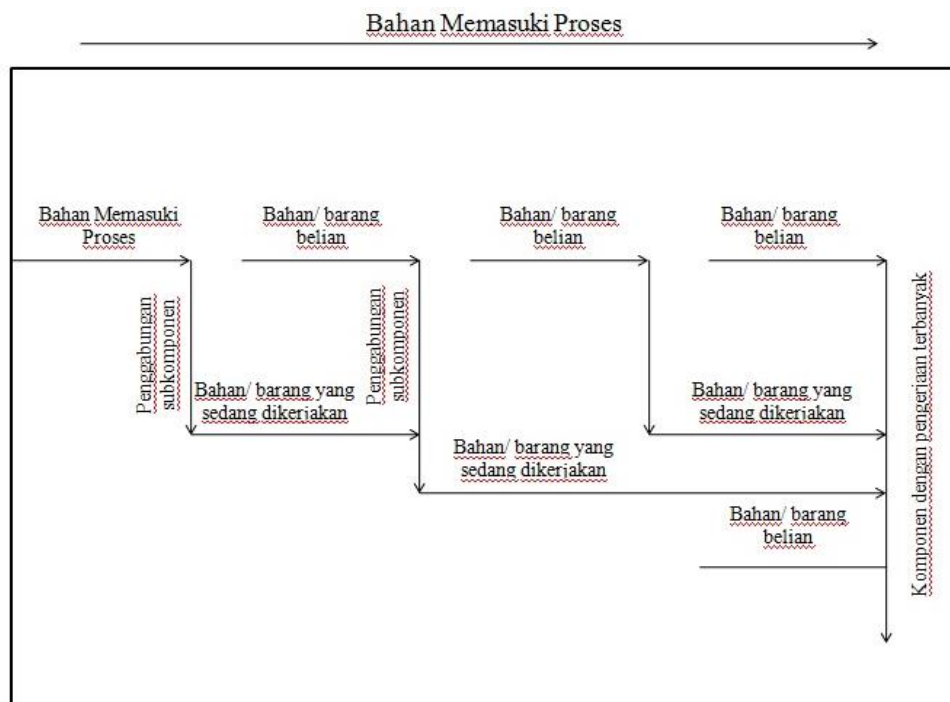 Bahan Memasuki Proses
Bahan Memasuki
Proses
Bahan/ barang
belian
Bahan/ barang
belian
Bahan/ barang
belian
Penggabungan
subkomponen
Penggabungan
subkomponen
Komponen dengan pengerjaan terbanyak
Bahan/ barang yang
sedang dikerjakan
Bahan/ barang yang
sedang dikerjakan
Bahan/ barang yang
sedang dikerjakan
Bahan/ barang
belian